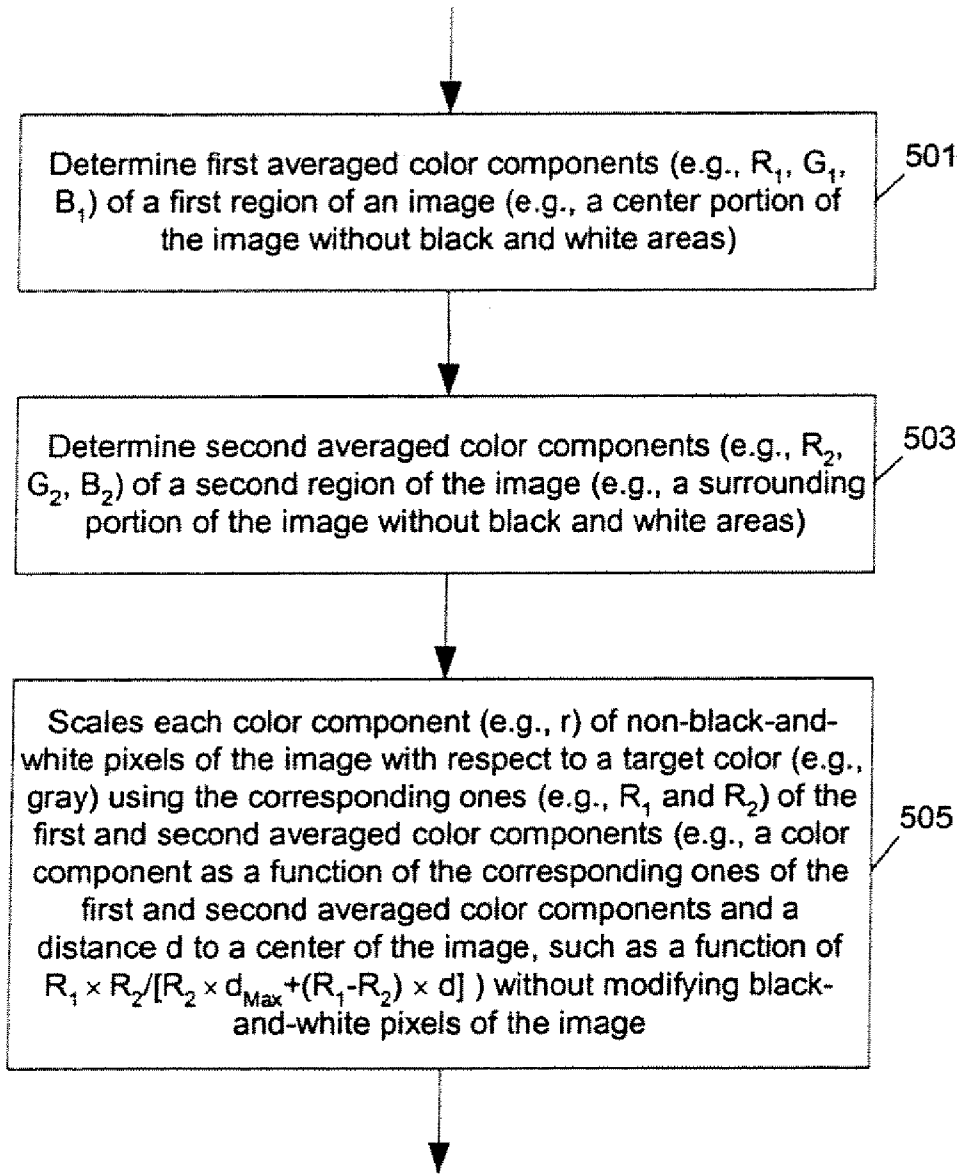 Determine first averaged color components (e.g., R₁, G₁,
B₁) of a first region of an image (e.g., a center portion of
the image without black and white areas)
501
Determine second averaged color components (e.g., R₂,
G₂, B₂) of a second region of the image (e.g., a surrounding
portion of the image without black and white areas)
503
Scales each color component (e.g., r) of non-black-and-
white pixels of the image with respect to a target color (e.g.,
gray) using the corresponding ones (e.g., R₁ and R₂) of the
first and second averaged color components (e.g., a color
component as a function of the corresponding ones of the
first and second averaged color components and a
distance d to a center of the image, such as a function of
R₁ × R₂/[R₂ × d_Max+(R₁-R₂) × d] ) without modifying black-
and-white pixels of the image
505